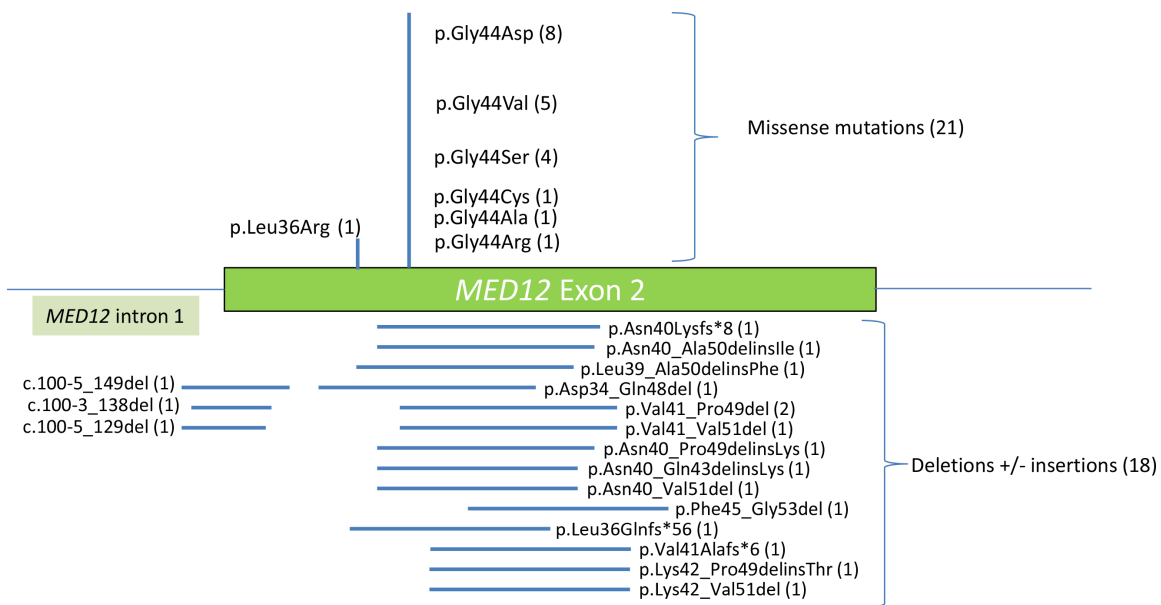 p.Gly44Asp (8)
p.Gly44Val (5)
Missense mutations (21)
p.Gly44Ser (4)
p.Gly44Cys (1)
p.Gly44Ala (1)
p.Leu36Arg (1)
p.Gly44Arg (1)
MED12 Exon 2
MED12 intron 1
p.Asn40Lysfs*8 (1)
p.Asn40_Ala50delinsIle (1)
p.Leu39_Ala50delinsPhe (1)
c.100-5_149del (1)
p.Asp34_Gln48del (1)
c.100-3_138del (1)
p.Val41_Pro49del (2)
c.100-5_129del (1)
p.Val41_Val51del (1)
p.Asn40_Pro49delinsLys (1)
p.Asn40_Gln43delinsLys (1)
Deletions +/- insertions (18)
p.Asn40_Val51del (1)
p.Phe45_Gly53del (1)
p.Leu36Glnfs*56 (1)
p.Val41Alafs*6 (1)
p.Lys42_Pro49delinsThr (1)
p.Lys42_Val51del (1)